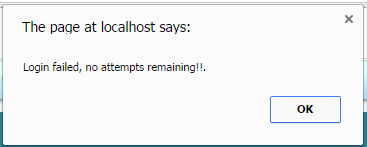 The page at localhost says:
Login failed, no attempts remaining!!.
OK